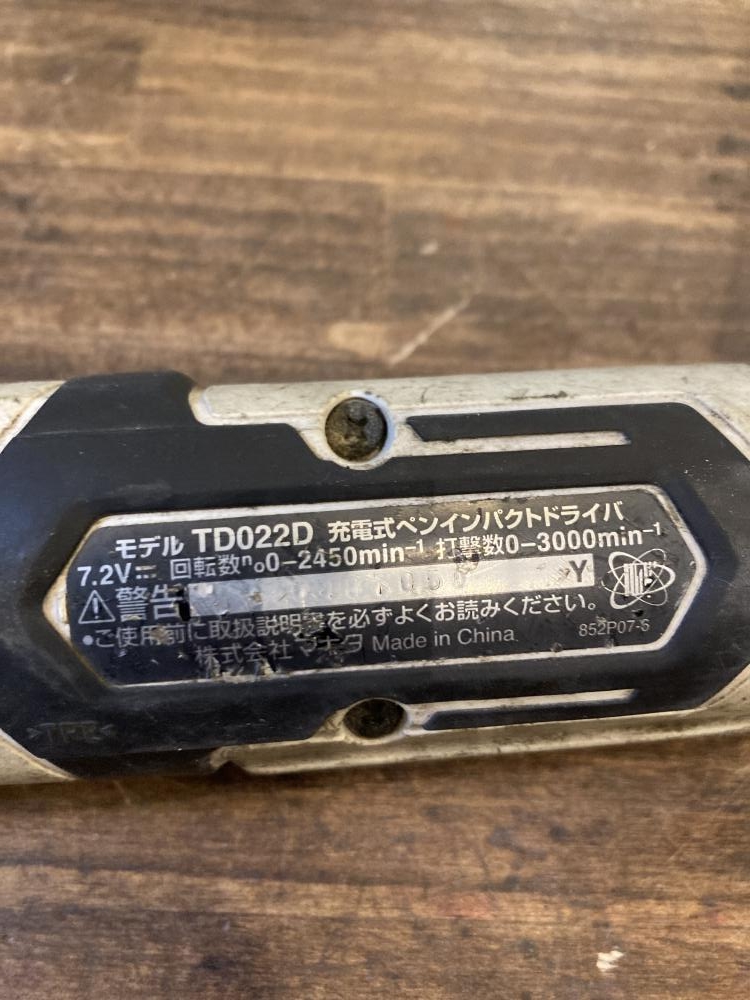 モデル TD022D 充電式ペンインパクトドライバ
7.2V⎓ 回転数ⁿ₀0-2450min⁻¹ 打撃数0-3000min⁻¹
⚠警告 Y
●ご使用前に取扱説明書を必ずよくお読みください。
株式会社マキタ Made in China 852P07-6
>TPE<